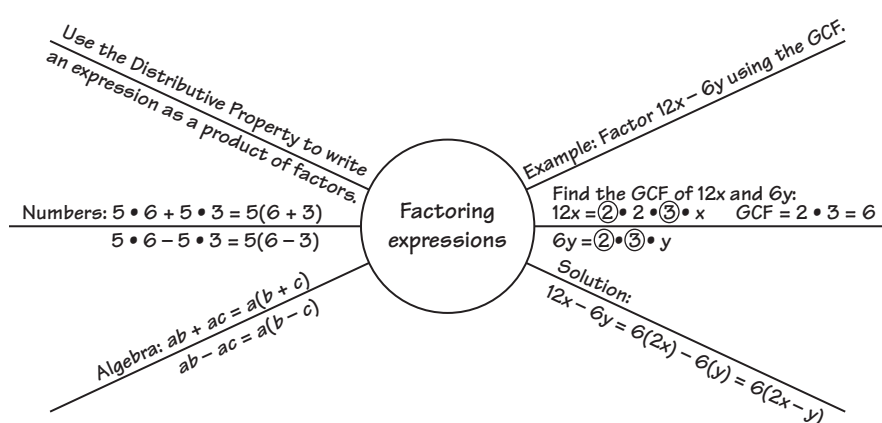 Use the Distributive Property to write
an expression as a product of factors.
Numbers: 5 • 6 + 5 • 3 = 5(6 + 3)
5 • 6 – 5 • 3 = 5(6 – 3)
Algebra: ab + ac = a(b + c)
ab – ac = a(b – c)
Factoring
expressions
Example: Factor 12x – 6y using the GCF.
Find the GCF of 12x and 6y:
12x = ② • 2 • ③ • x GCF = 2 • 3 = 6
6y = ② • ③ • y
Solution:
12x – 6y = 6(2x) – 6(y) = 6(2x – y)